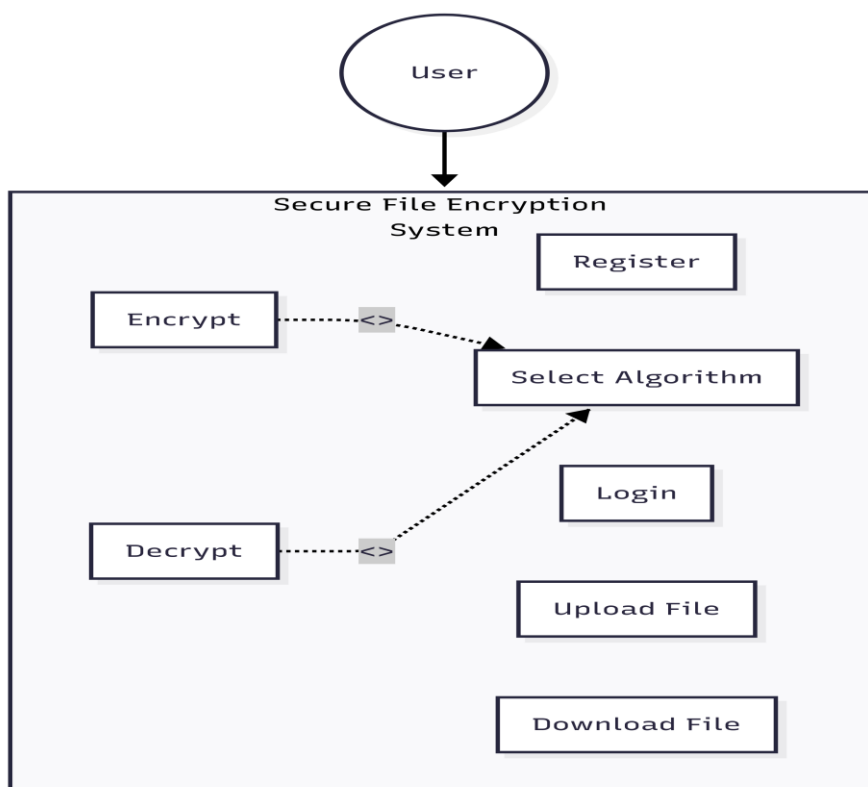 User
Secure File Encryption
System
Register
Encrypt
<>
Select Algorithm
Login
Decrypt
<>
Upload File
Download File